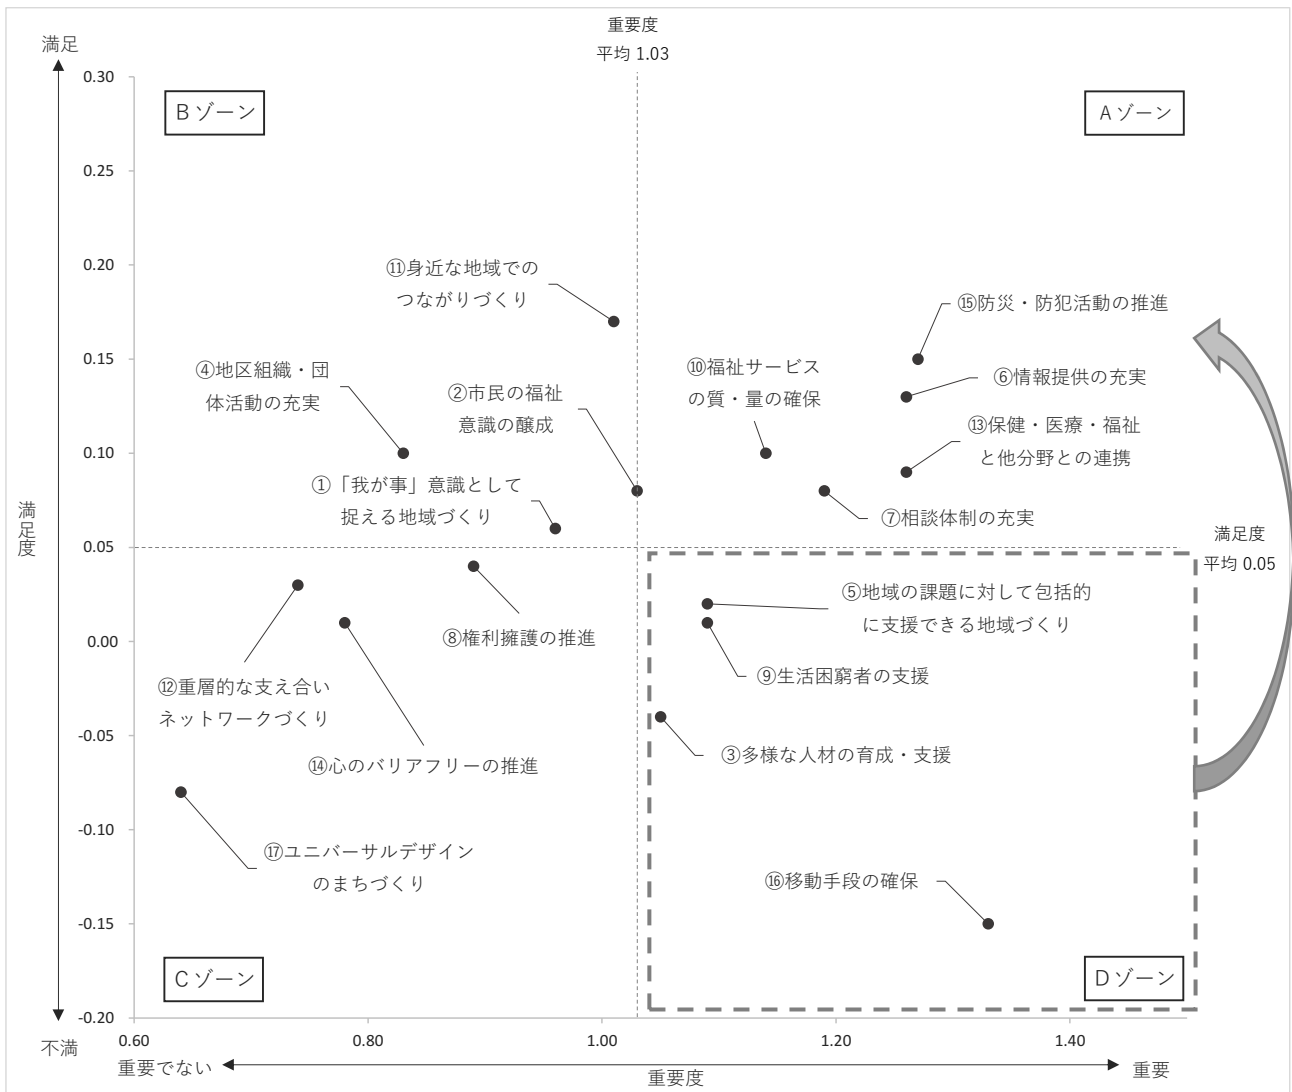 重要度
平均 1.03
満足
0.30
Bゾーン
Aゾーン
0.25
0.20
⑪身近な地域での
つながりづくり
⑮防災・防犯活動の推進
0.15
④地区組織・団
体活動の充実
②市民の福祉
意識の醸成
⑩福祉サービス
の質・量の確保
⑥情報提供の充実
⑬保健・医療・福祉
と他分野との連携
0.10
①「我が事」意識として
捉える地域づくり
⑦相談体制の充実
満足度
0.05
満足度
平均 0.05
⑤地域の課題に対して包括的
に支援できる地域づくり
0.00
⑧権利擁護の推進
⑨生活困窮者の支援
⑫重層的な支え合い
ネットワークづくり
-0.05
⑭心のバリアフリーの推進
③多様な人材の育成・支援
-0.10
⑰ユニバーサルデザイン
のまちづくり
⑯移動手段の確保
-0.15
Cゾーン
Dゾーン
-0.20
不満
0.60
0.80
1.00
1.20
1.40
重要でない
重要度
重要